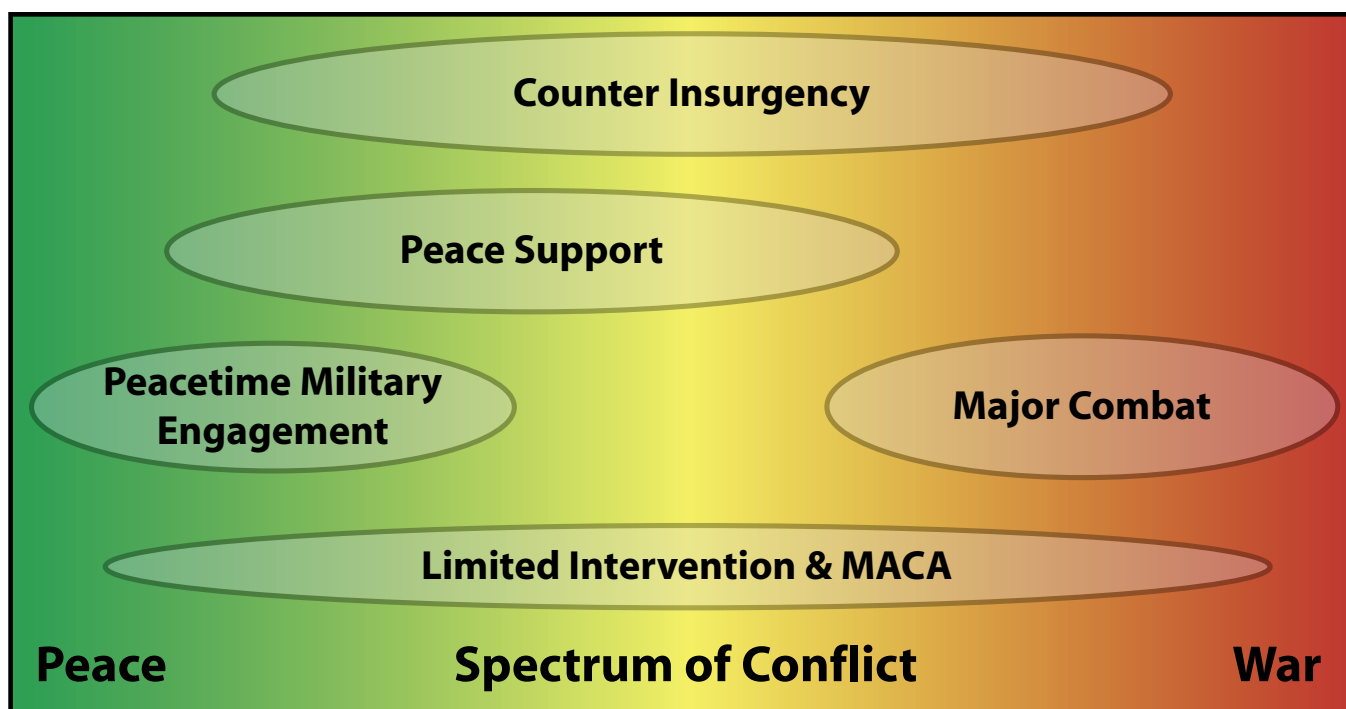 Counter Insurgency
Peace Support
Peacetime Military
Engagement
Major Combat
Limited Intervention & MACA
Peace
Spectrum of Conflict
War